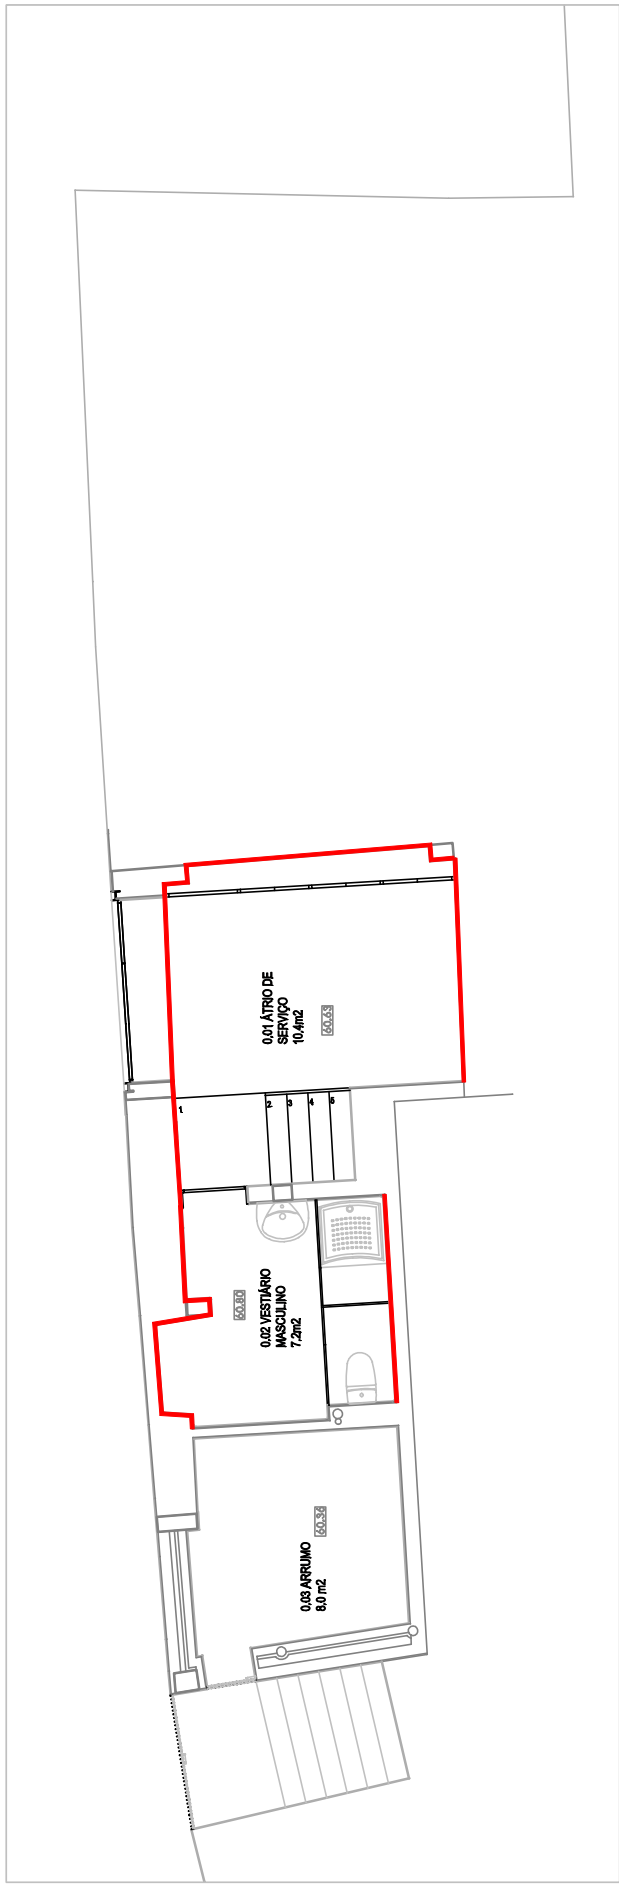 0.01 ÁTRIO DE
SERVIÇO
10,4m2
60.63
1
2
3
4
5
60.80
0.02 VESTIÁRIO
MASCULINO
7,2m2
60.36
0.03 ARRUMO
8,0 m2